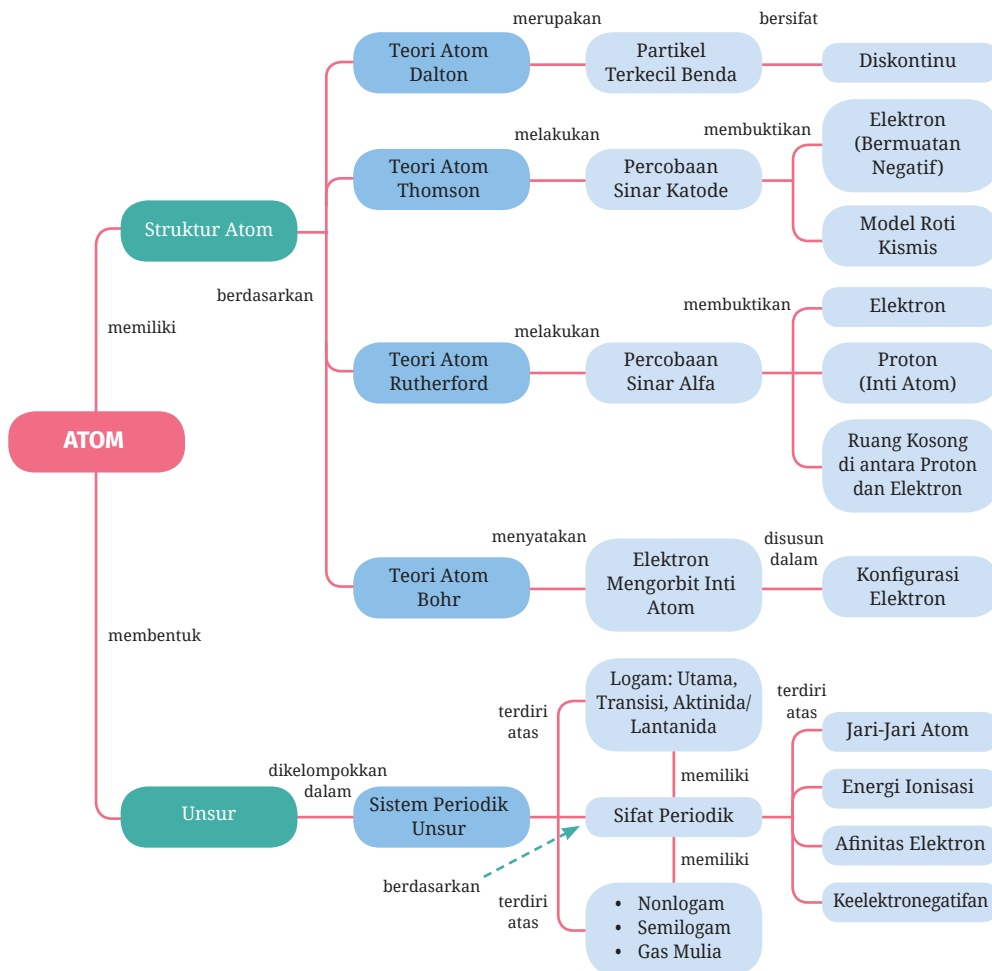 ATOM
memiliki
Struktur Atom
berdasarkan
Teori Atom
Dalton
merupakan
Partikel
Terkecil Benda
bersifat
Diskontinu
Teori Atom
Thomson
melakukan
Percobaan
Sinar Katode
membuktikan
Elektron
(Bermuatan
Negatif)
Model Roti
Kismis
Teori Atom
Rutherford
melakukan
Percobaan
Sinar Alfa
membuktikan
Elektron
Proton
(Inti Atom)
Ruang Kosong
di antara Proton
dan Elektron
Teori Atom
Bohr
menyatakan
Elektron
Mengorbit Inti
Atom
disusun
dalam
Konfigurasi
Elektron
membentuk
Unsur
dikelompokkan
dalam
Sistem Periodik
Unsur
terdiri
atas
Logam: Utama,
Transisi, Aktinida/
Lantanida
memiliki
berdasarkan
Sifat Periodik
memiliki
terdiri
atas
• Nonlogam
• Semilogam
• Gas Mulia
terdiri
atas
Jari-Jari Atom
Energi Ionisasi
Afinitas Elektron
Keelektronegatifan